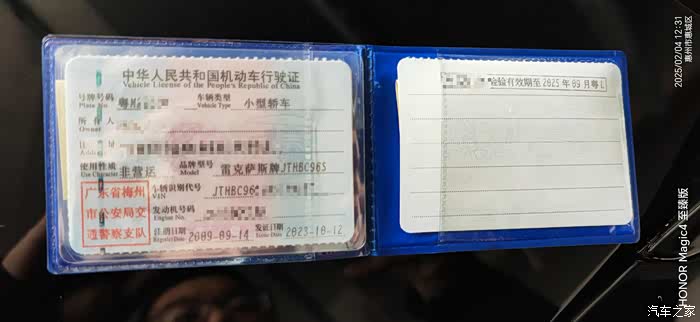 中华人民共和国机动车行驶证
Vehicle License of the People's Republic of China
号牌号码 粤M 车辆类型 小型轿车
Plate No. Vehicle Type
所有人
Owner
住址
Address
使用性质 非营运 品牌型号 雷克萨斯牌JTHBC96S
Use Character Model
广东省梅州
市公安局交
通警察支队
车辆识别代号 JTHBC96
VIN
发动机号码
Engine No.
注册日期 2009-09-14 发证日期 2023-10-12
Register Date Issue Date
检验有效期至2025年09月粤L
2025/02/04 12:31
惠州市惠城区
HONOR Magic4 至臻版
汽车之家